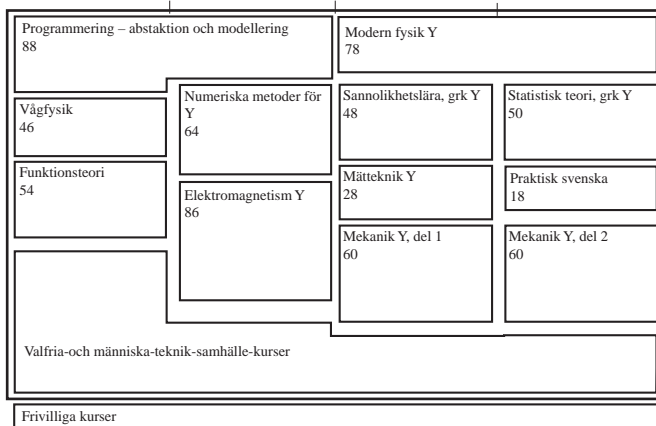 Programmering – abstaktion och modellering
88
Modern fysik Y
78
Vågfysik
46
Numeriska metoder för
Y
64
Sannolikhetslära, grk Y
48
Statistisk teori, grk Y
50
Funktionsteori
54
Elektromagnetism Y
86
Mätteknik Y
28
Praktisk svenska
18
Mekanik Y, del 1
60
Mekanik Y, del 2
60
Valfria-och människa-teknik-samhälle-kurser
Frivilliga kurser